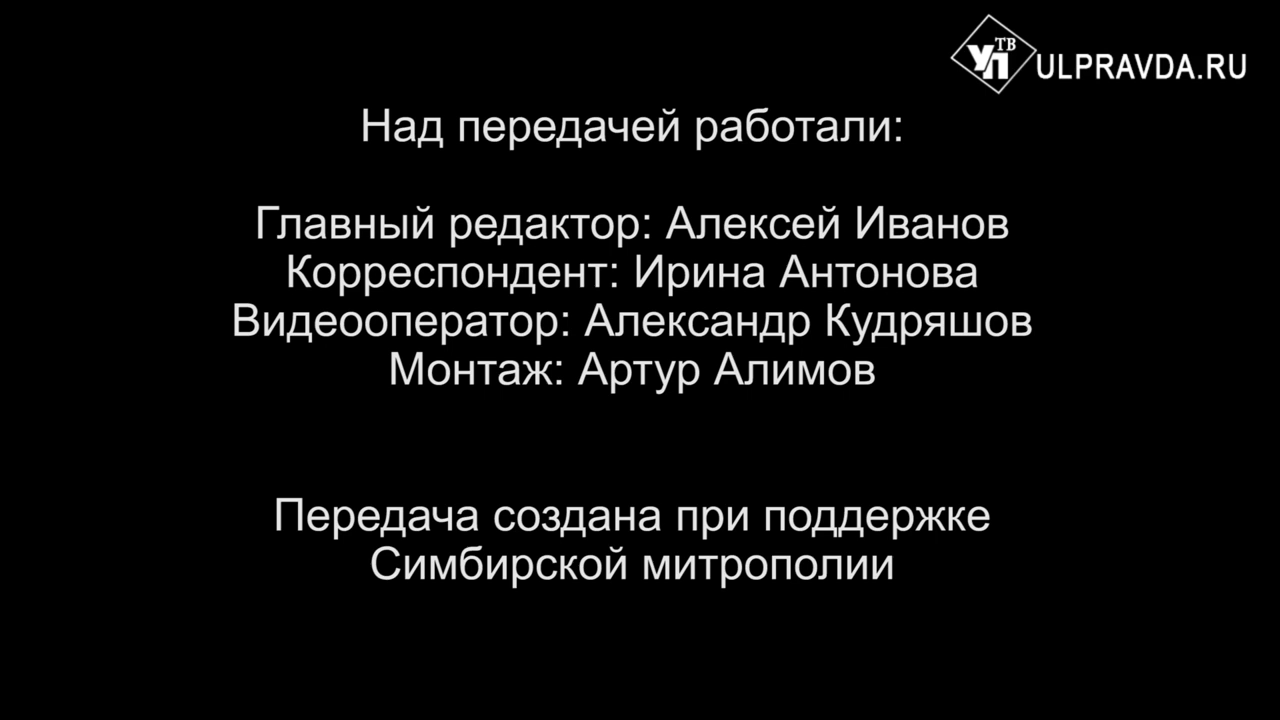 ТВ
УП
ULPRAVDA.RU
Над передачей работали:
Главный редактор: Алексей Иванов
Корреспондент: Ирина Антонова
Видеооператор: Александр Кудряшов
Монтаж: Артур Алимов
Передача создана при поддержке
Симбирской митрополии